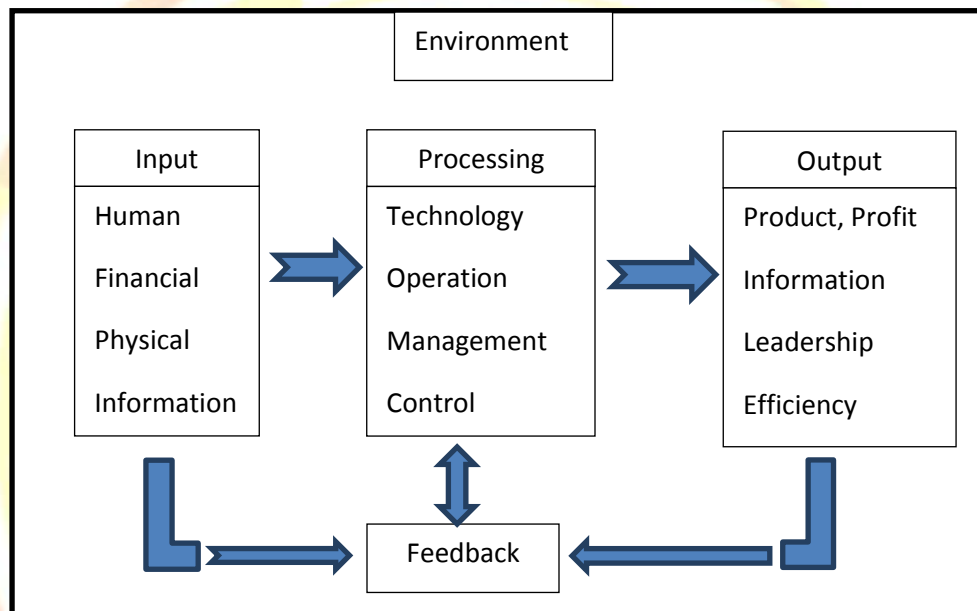 Environment
Input
Human
Financial
Physical
Information
Processing
Technology
Operation
Management
Control
Output
Product, Profit
Information
Leadership
Efficiency
Feedback